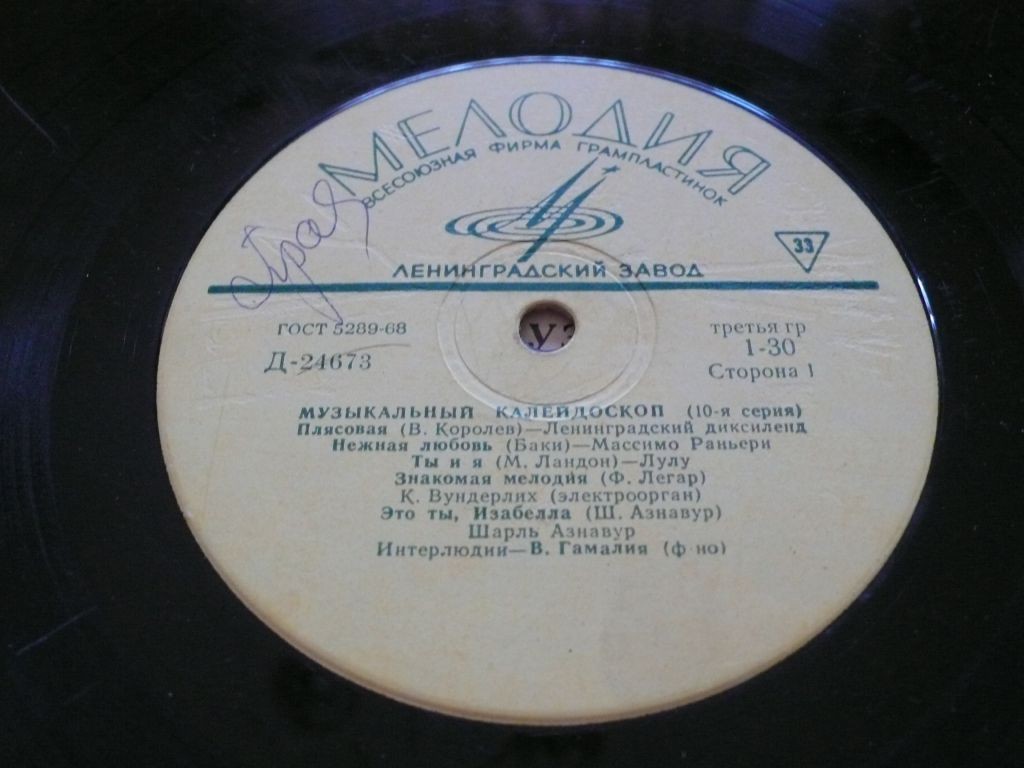 МЕЛОДИЯ
ВСЕСОЮЗНАЯ ФИРМА ГРАМПЛАСТИНОК
33
ЛЕНИНГРАДСКИЙ ЗАВОД
ГОСТ 5289-68
третья гр
Д-24673
1-30
Сторона 1
МУЗЫКАЛЬНЫЙ КАЛЕЙДОСКОП (10-я серия)
Плясовая (В. Королев)—Ленинградский диксиленд
Нежная любовь (Баки)—Массимо Раньери
Ты и я (М. Ландон)—Лулу
Знакомая мелодия (Ф. Легар)
К. Вундерлих (электроорган)
Это ты, Изабелла (Ш. Азнавур)
Шарль Азнавур
Интерлюдии—В. Гамалия (ф-но)